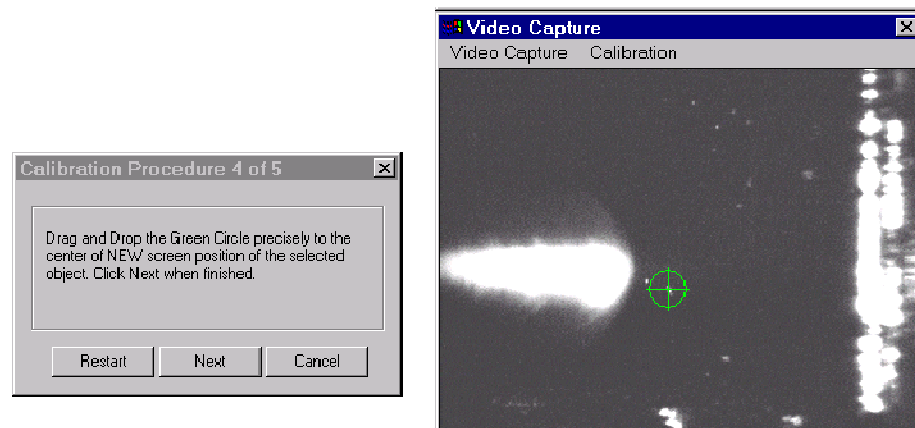 Video Capture
Video Capture Calibration
Calibration Procedure 4 of 5
Drag and Drop the Green Circle precisely to the
center of NEW screen position of the selected
object. Click Next when finished.
Restart Next Cancel